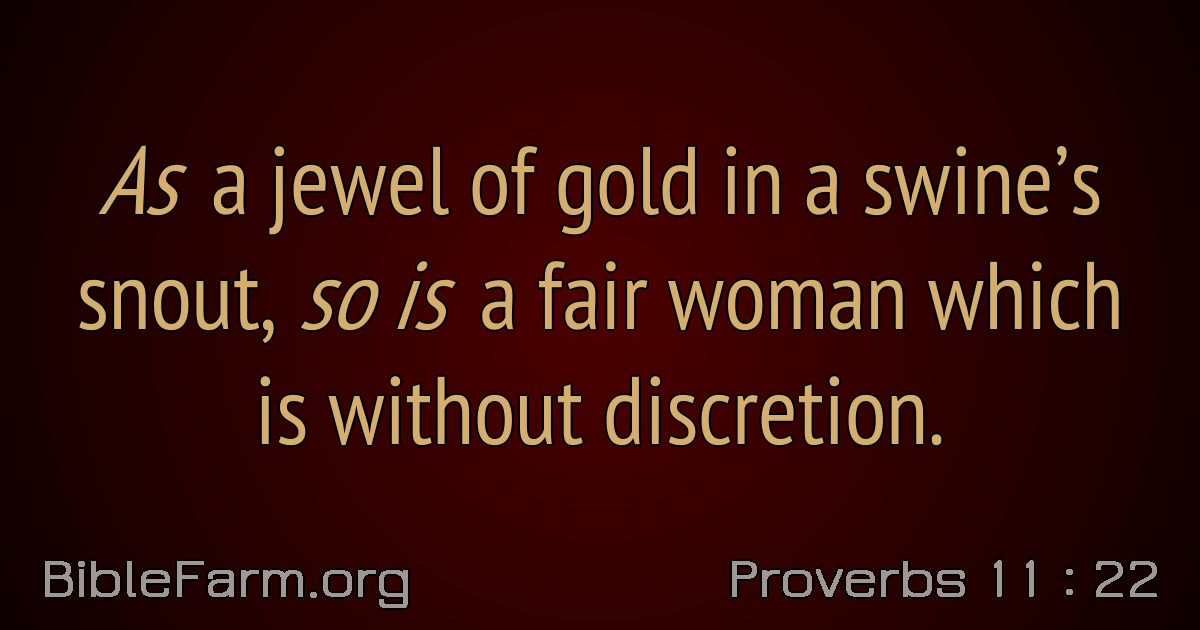 As a jewel of gold in a swine’s
snout, so is a fair woman which
is without discretion.
BibleFarm.org
Proverbs 11 : 22